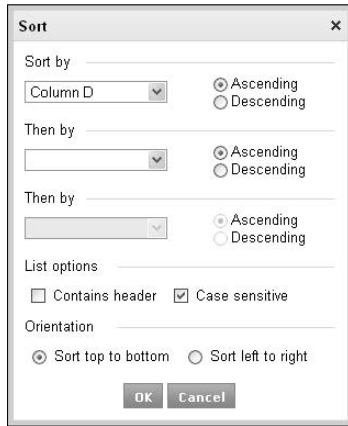 Sort
Sort by
Column D
Ascending
Descending
Then by
Ascending
Descending
Then by
Ascending
Descending
List options
Contains header Case sensitive
Orientation
Sort top to bottom Sort left to right
OK Cancel